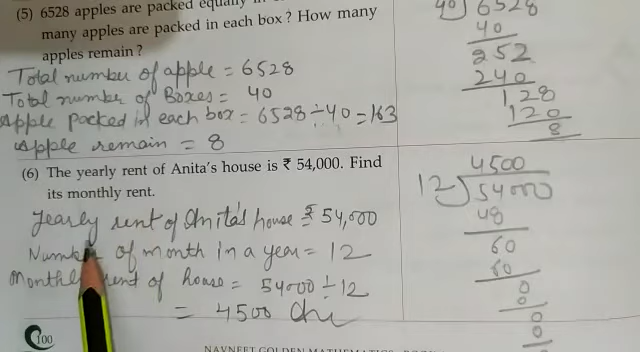 (5) 6528 apples are packed equally in
many apples are packed in each box ? How many
apples remain ?
Total number of apple = 6528
Total number of Boxes = 40
Apple packed in each box = 6528 ÷ 40 = 163
Apple remain = 8
40) 6528
40
252
240
128
120
8
(6) The yearly rent of Anita's house is ₹ 54,000. Find
its monthly rent.
Yearly rent of Anita's house = ₹ 54,000
Number of month in a year = 12
Monthly rent of house = 54000 ÷ 12
= 4500
4500
12) 54000
48
60
60
0
0
0
0
100
NAVNEET GOLDEN MATHEMATICS